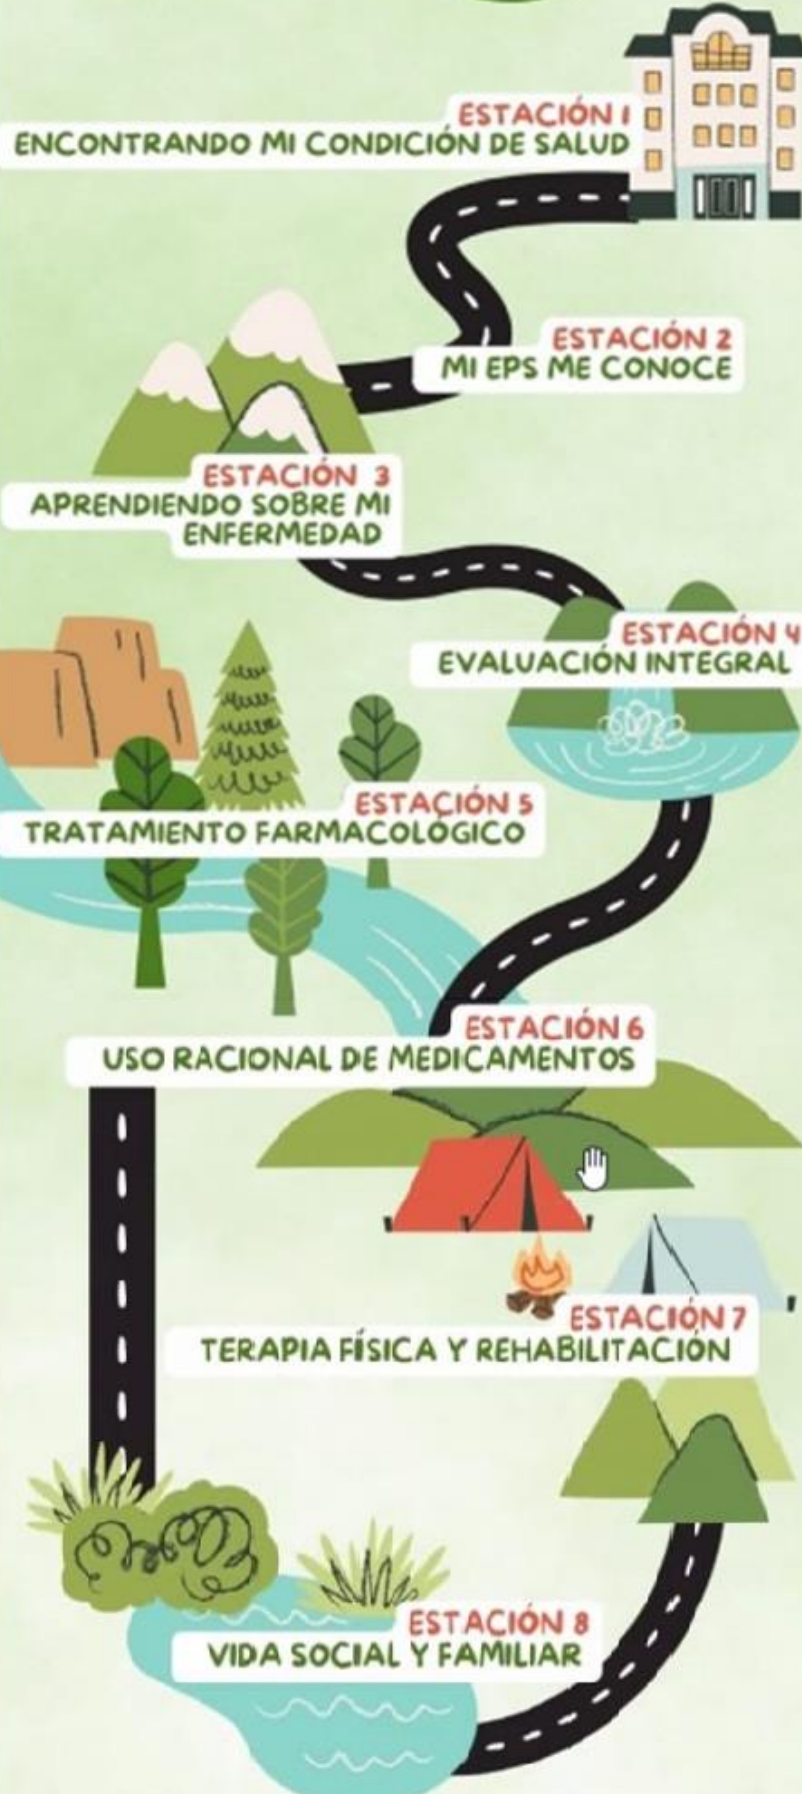 ESTACIÓN 1
ENCONTRANDO MI CONDICIÓN DE SALUD
ESTACIÓN 2
MI EPS ME CONOCE
ESTACIÓN 3
APRENDIENDO SOBRE MI
ENFERMEDAD
ESTACIÓN 4
EVALUACIÓN INTEGRAL
ESTACIÓN 5
TRATAMIENTO FARMACOLÓGICO
ESTACIÓN 6
USO RACIONAL DE MEDICAMENTOS
ESTACIÓN 7
TERAPIA FÍSICA Y REHABILITACIÓN
ESTACIÓN 8
VIDA SOCIAL Y FAMILIAR